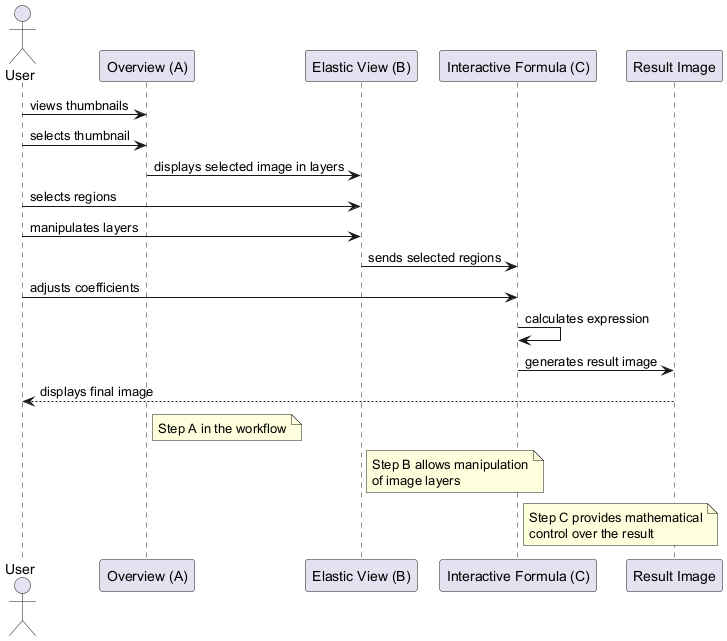 User
Overview (A)
Elastic View (B)
Interactive Formula (C)
Result Image
views thumbnails
selects thumbnail
displays selected image in layers
selects regions
manipulates layers
sends selected regions
adjusts coefficients
calculates expression
generates result image
displays final image
Step A in the workflow
Step B allows manipulation
of image layers
Step C provides mathematical
control over the result
User
Overview (A)
Elastic View (B)
Interactive Formula (C)
Result Image